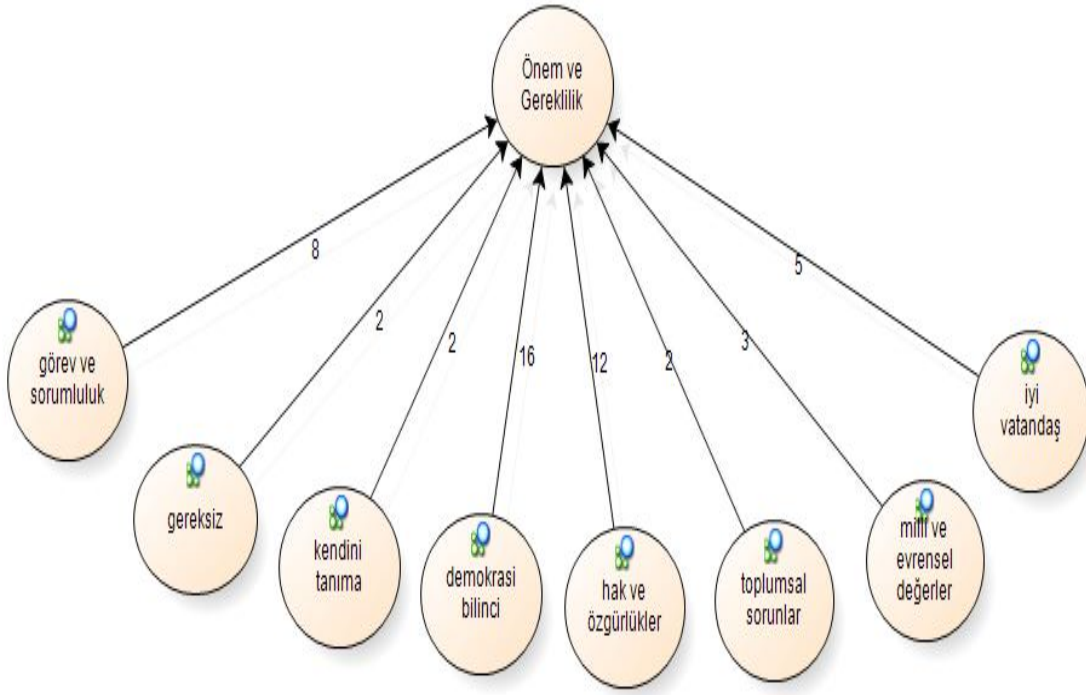 Önem ve
Gereklilik
8
2
2
16
12
2
3
5
görev ve
sorumluluk
gereksiz
kendini
tanıma
demokrasi
bilinci
hak ve
özgürlükler
toplumsal
sorunlar
milli ve
evrensel
değerler
iyi
vatandaş